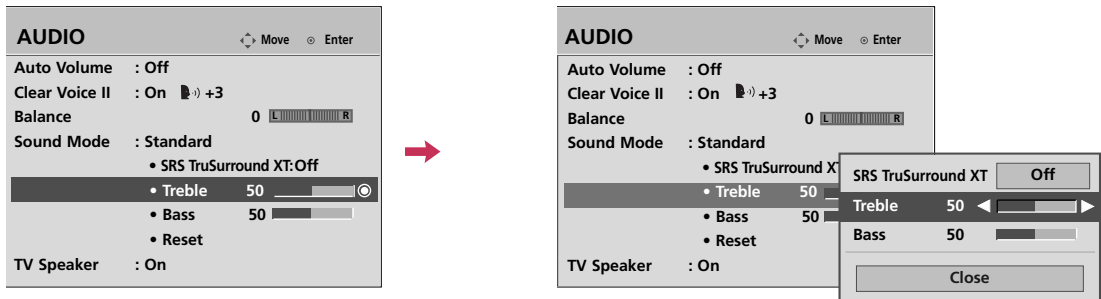 AUDIO
Move Enter
Auto Volume : Off
Clear Voice II : On +3
Balance 0 L R
Sound Mode : Standard
• SRS TruSurround XT:Off
• Treble 50
• Bass 50
• Reset
TV Speaker : On
AUDIO
Move Enter
Auto Volume : Off
Clear Voice II : On +3
Balance 0 L R
Sound Mode : Standard
• SRS TruSurround X
• Treble 50
• Bass 50
• Reset
TV Speaker : On
SRS TruSurround XT Off
Treble 50
Bass 50
Close